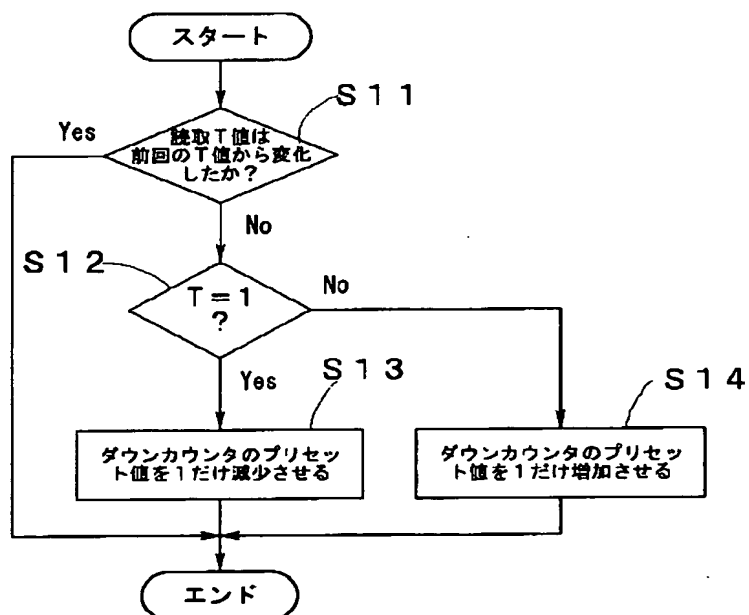 スタート
S11
Yes
読取T値は
前回のT値から変化
したか?
No
S12
T=1
?
No
Yes
S13
S14
ダウンカウンタのプリセッ
ト値を1だけ減少させる
ダウンカウンタのプリセッ
ト値を1だけ増加させる
エンド